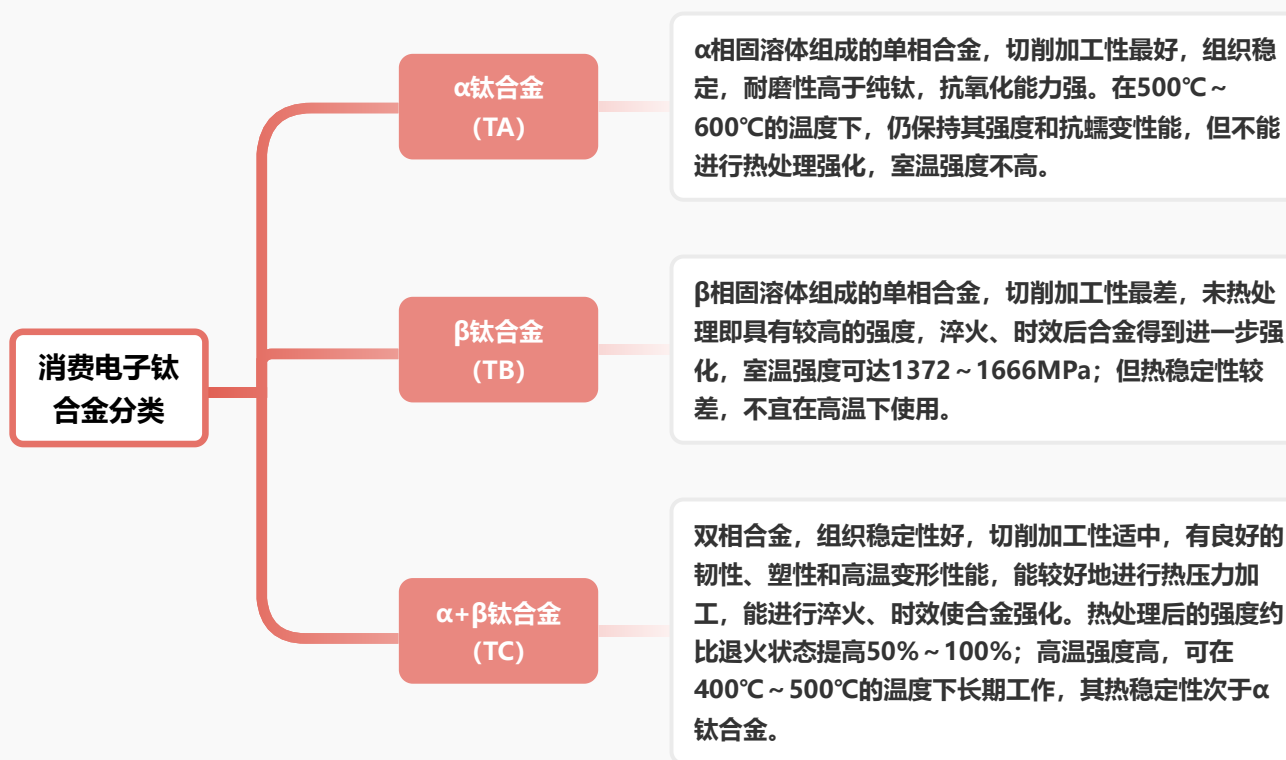 消费电子钛
合金分类
α钛合金
(TA)
α相固溶体组成的单相合金，切削加工性最好，组织稳
定，耐磨性高于纯钛，抗氧化能力强。在500℃～
600℃的温度下，仍保持其强度和抗蠕变性能，但不能
进行热处理强化，室温强度不高。
β钛合金
(TB)
β相固溶体组成的单相合金，切削加工性最差，未热处
理即具有较高的强度，淬火、时效后合金得到进一步强
化，室温强度可达1372～1666MPa；但热稳定性较
差，不宜在高温下使用。
α+β钛合金
(TC)
双相合金，组织稳定性好，切削加工性适中，有良好的
韧性、塑性和高温变形性能，能较好地进行热压力加
工，能进行淬火、时效使合金强化。热处理后的强度约
比退火状态提高50%～100%；高温强度高，可在
400℃～500℃的温度下长期工作，其热稳定性次于α
钛合金。